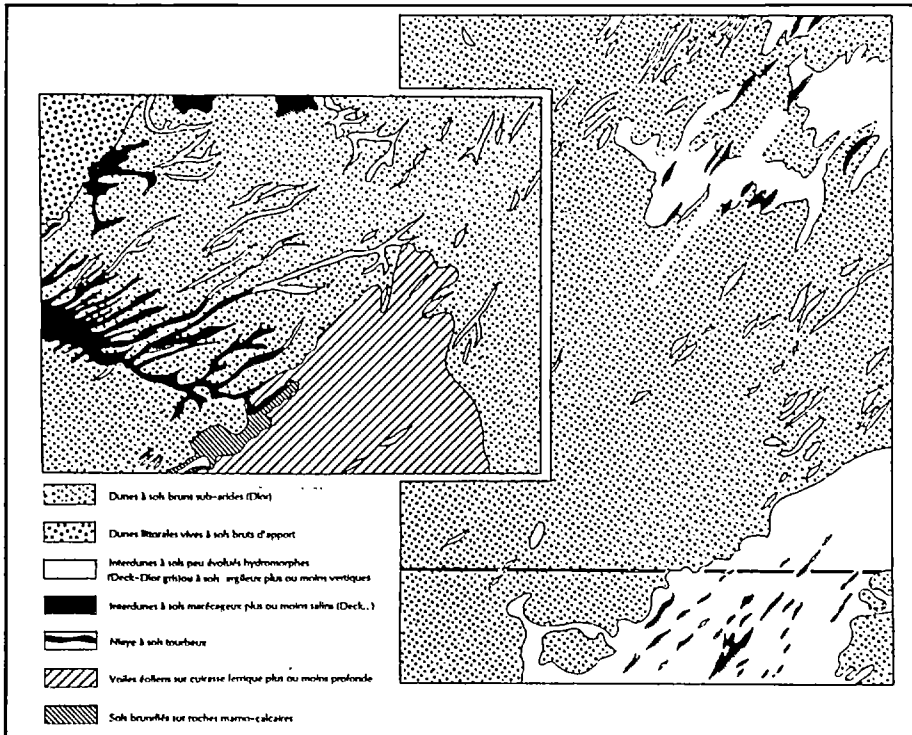 Dunes à sols bruns sub-arides (Dior)
Dunes littorales vives à sols bruts d'apport
Interdunes à sols peu évolués hydromorphes
(Deck-Dior gris)ou à sols argileux plus ou moins vertiques
Interdunes à sols marécageux plus ou moins salins (Deck..)
Niaye à sols tourbeux
Voiles éoliens sur cuirasse ferrique plus ou moins profonde
Sols brunifiés sur roches marno-calcaires